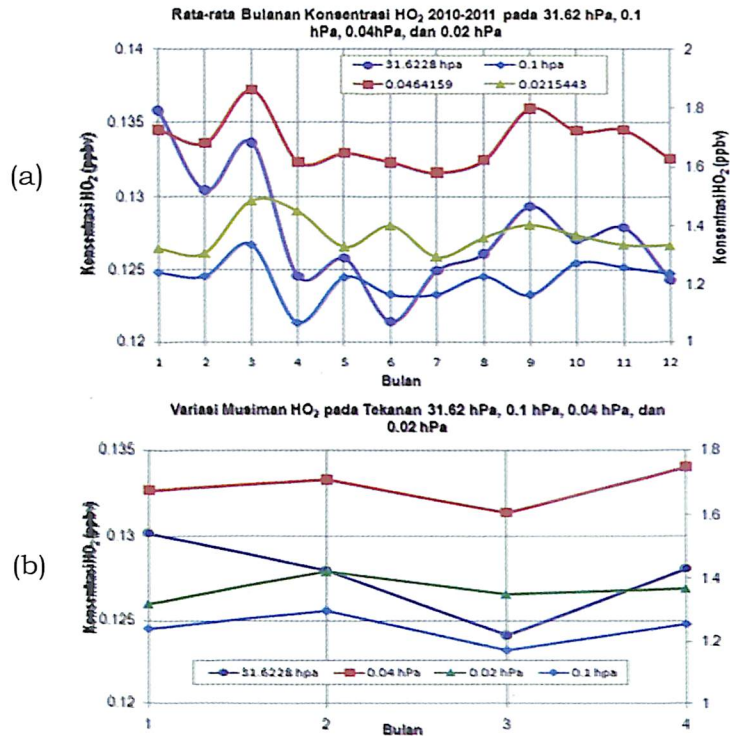 Rata-rata Bulanan Konsentrasi HO₂ 2010-2011 pada 31.62 hPa, 0.1
hPa, 0.04hPa, dan 0.02 hPa
(a)
Konsentrasi HO₂ (ppbv)
0.14
0.135
0.13
0.125
0.12
31.6228 hpa
0.1 hpa
0.0464159
0.0215443
2
1.8
1.6
1.4
1.2
1
Konsentrasi HO₂ (ppbv)
1 2 3 4 5 6 7 8 9 10 11 12
Bulan
Variasi Musiman HO₂ pada Tekanan 31.62 hPa, 0.1 hPa, 0.04 hPa, dan
0.02 hPa
(b)
Konsentrasi HO₂ (ppbv)
0.135
0.13
0.125
0.12
1.8
1.6
1.4
1.2
1
31.6228 hpa
0.04 hPa
0.02 hPa
0.1 hpa
1 2 3 4
Bulan